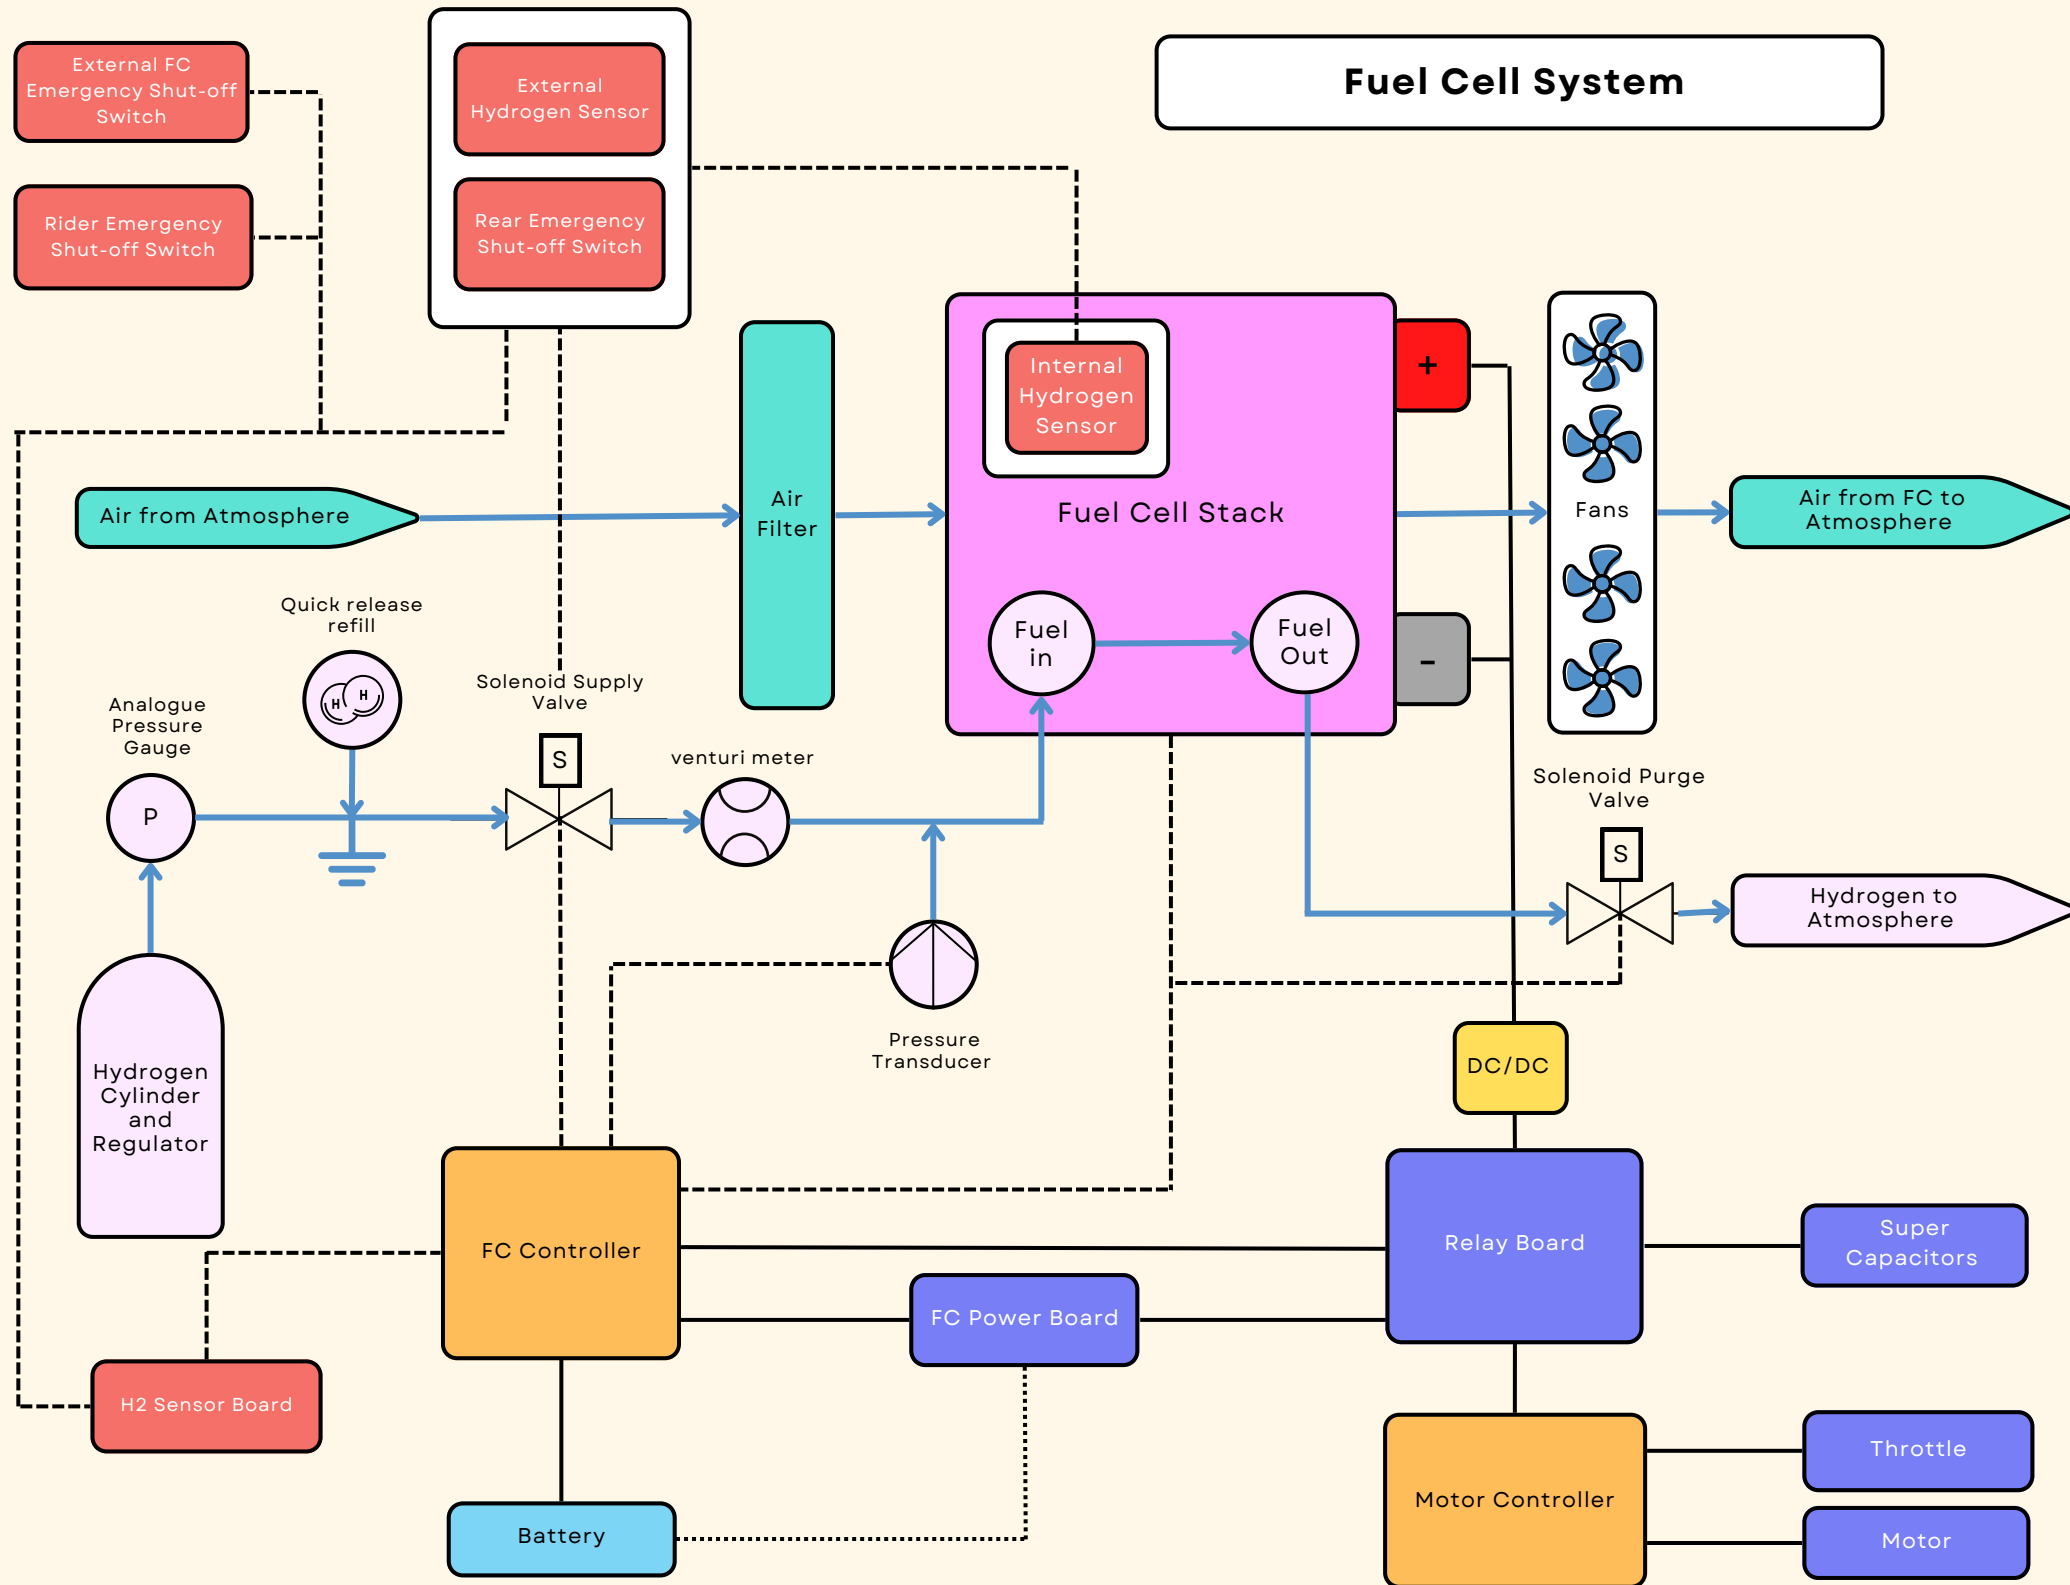 Fuel Cell System
External FC
Emergency Shut-off
Switch
Rider Emergency
Shut-off Switch
External
Hydrogen Sensor
Rear Emergency
Shut-off Switch
Internal
Hydrogen
Sensor
+
Air from Atmosphere
Air
Filter
Fuel Cell Stack
Fans
Air from FC to
Atmosphere
Quick release
refill
H
H
Fuel
in
Fuel
Out
-
Analogue
Pressure
Gauge
P
Solenoid Supply
Valve
S
venturi meter
Solenoid Purge
Valve
S
Hydrogen to
Atmosphere
Pressure
Transducer
Hydrogen
Cylinder
and
Regulator
DC/DC
FC Controller
Relay Board
Super
Capacitors
FC Power Board
H2 Sensor Board
Battery
Motor Controller
Throttle
Motor